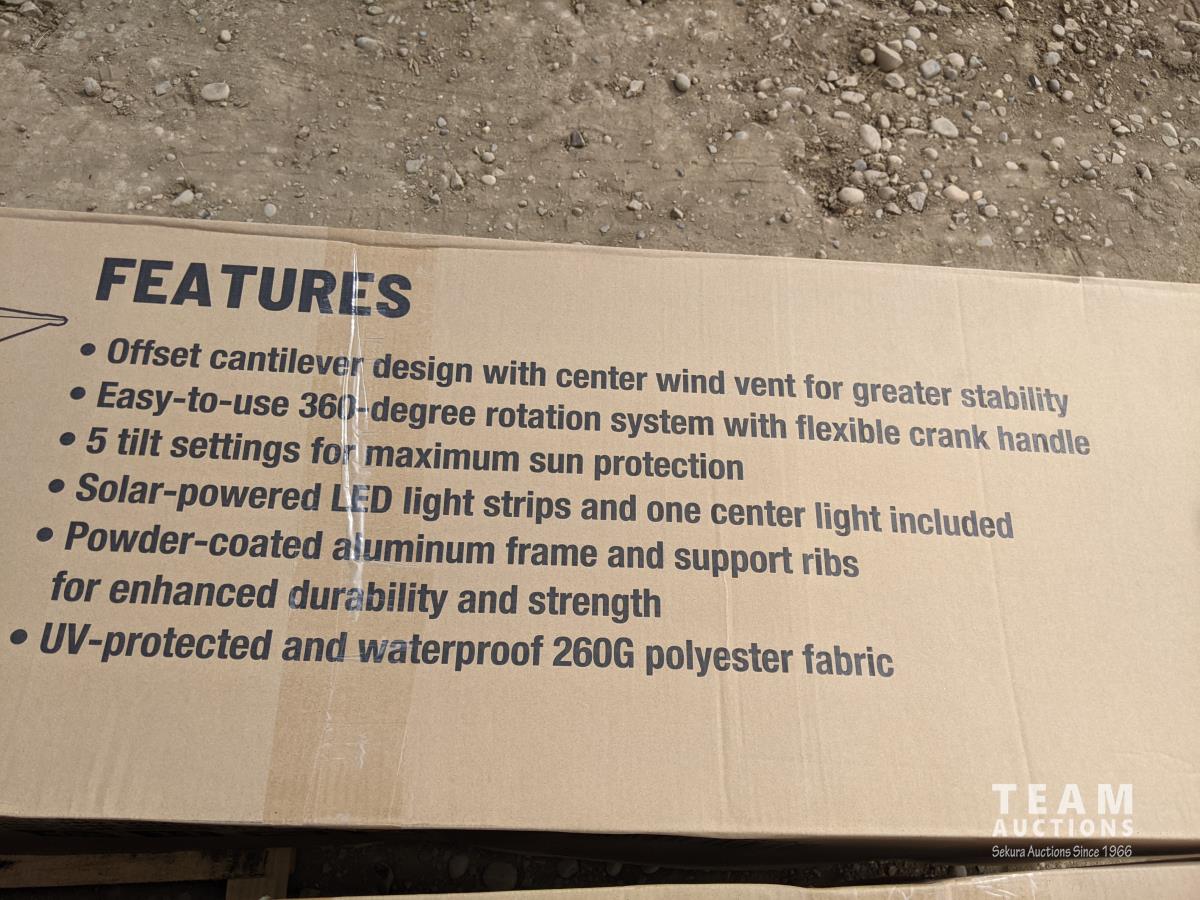 FEATURES
• Offset cantilever design with center wind vent for greater stability
• Easy-to-use 360-degree rotation system with flexible crank handle
• 5 tilt settings for maximum sun protection
• Solar-powered LED light strips and one center light included
• Powder-coated aluminum frame and support ribs
for enhanced durability and strength
• UV-protected and waterproof 260G polyester fabric
TEAM
AUCTIONS
Sekura Auctions Since 1966